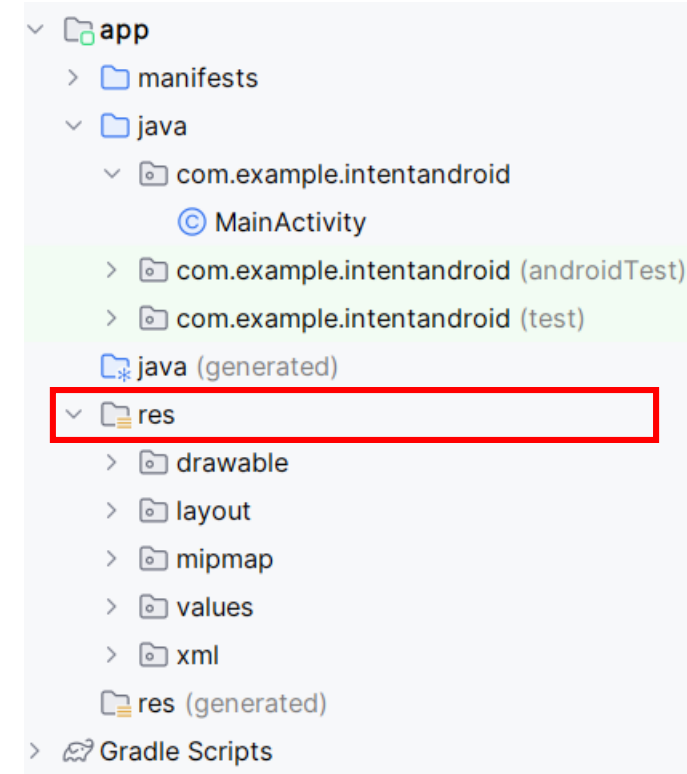 app
manifests
java
com.example.intentandroid
MainActivity
com.example.intentandroid (androidTest)
com.example.intentandroid (test)
java (generated)
res
drawable
layout
mipmap
values
xml
res (generated)
Gradle Scripts